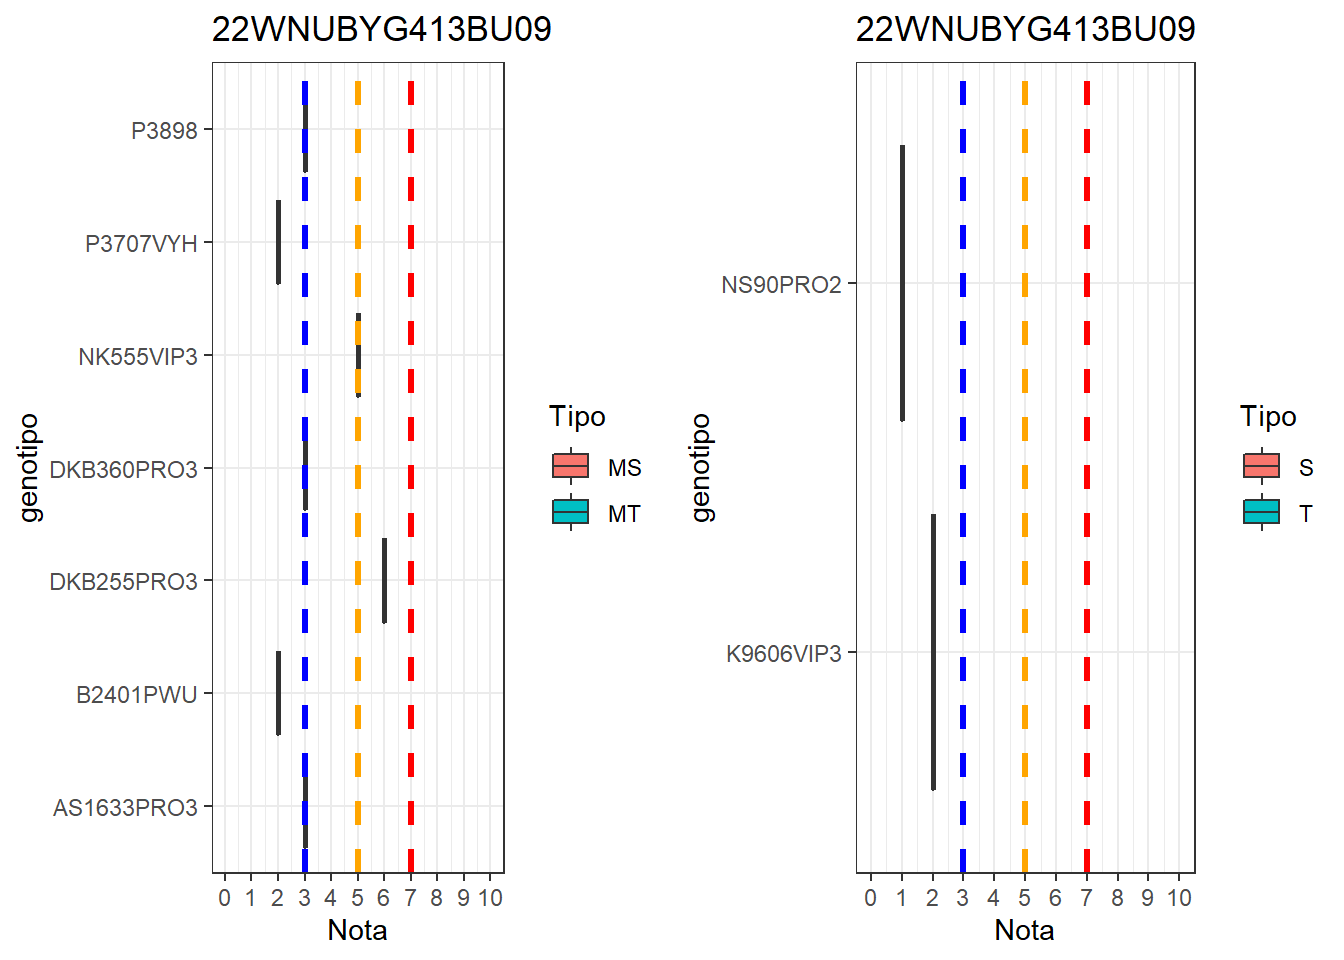 22WNUBYG413BU09
genotipo
P3898
P3707VYH
NK555VIP3
DKB360PRO3
DKB255PRO3
B2401PWU
AS1633PRO3
0 1 2 3 4 5 6 7 8 9 10
Nota
Tipo
MS
MT
22WNUBYG413BU09
genotipo
NS90PRO2
K9606VIP3
0 1 2 3 4 5 6 7 8 9 10
Nota
Tipo
S
T